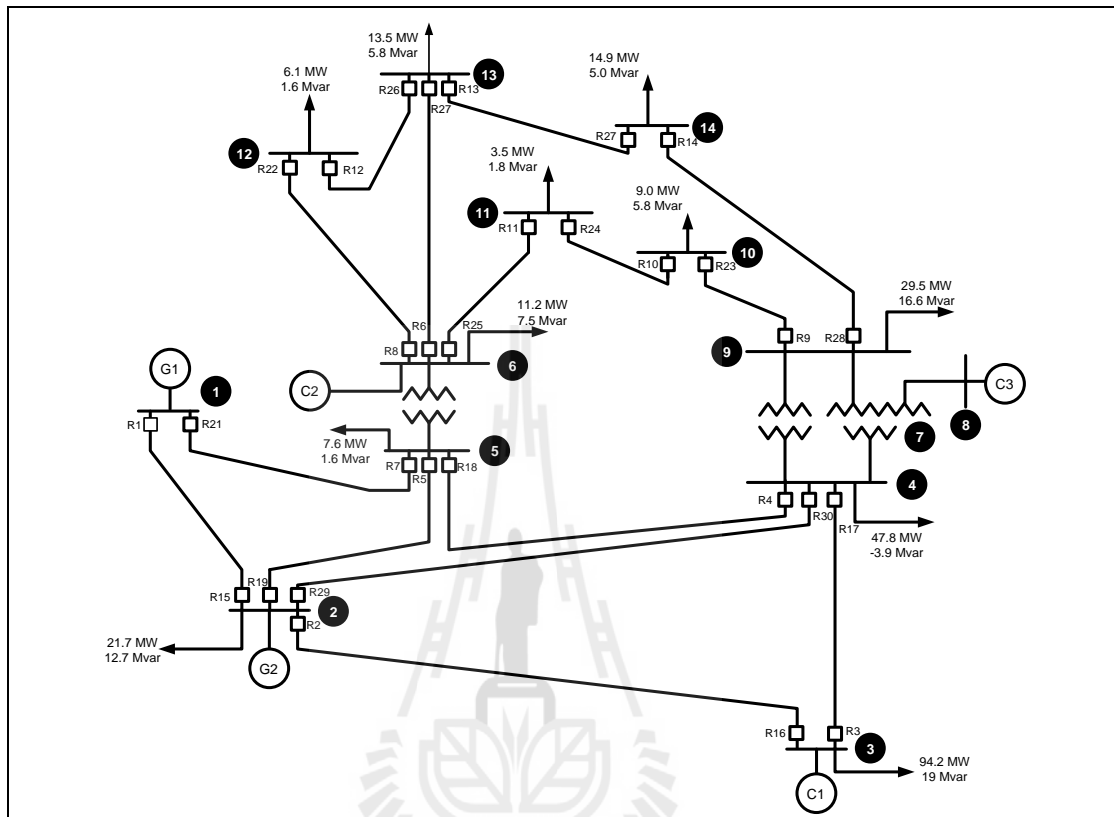 13.5 MW
5.8 Mvar
13
R26
R27
R13
14.9 MW
5.0 Mvar
14
R27
R14
6.1 MW
1.6 Mvar
12
R22
R12
3.5 MW
1.8 Mvar
11
R11
R24
9.0 MW
5.8 Mvar
10
R10
R23
29.5 MW
16.6 Mvar
R9
R28
9
11.2 MW
7.5 Mvar
R6
R25
R8
6
C2
G1
1
R1
R21
C3
8
7
7.6 MW
1.6 Mvar
5
R7
R5
R18
4
R4
R30
R17
47.8 MW
-3.9 Mvar
R15
R19
R29
2
R2
21.7 MW
12.7 Mvar
G2
R16
R3
3
94.2 MW
19 Mvar
C1